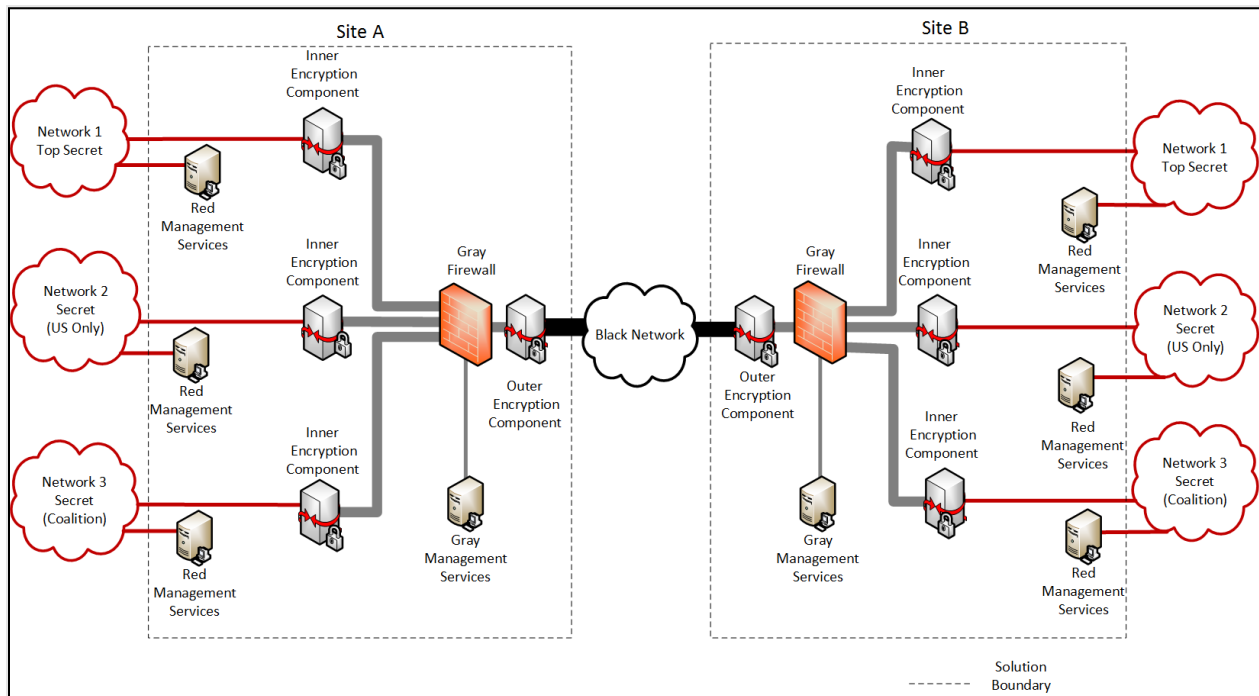 Site A
Site B
Inner
Encryption
Component
Network 1
Top Secret
Red
Management
Services
Inner
Encryption
Component
Network 2
Secret
(US Only)
Red
Management
Services
Inner
Encryption
Component
Network 3
Secret
(Coalition)
Red
Management
Services
Gray
Firewall
Outer
Encryption
Component
Gray
Management
Services
Black Network
Inner
Encryption
Component
Network 1
Top Secret
Red
Management
Services
Gray
Firewall
Outer
Encryption
Component
Inner
Encryption
Component
Network 2
Secret
(US Only)
Red
Management
Services
Inner
Encryption
Component
Network 3
Secret
(Coalition)
Gray
Management
Services
Red
Management
Services
Solution
Boundary